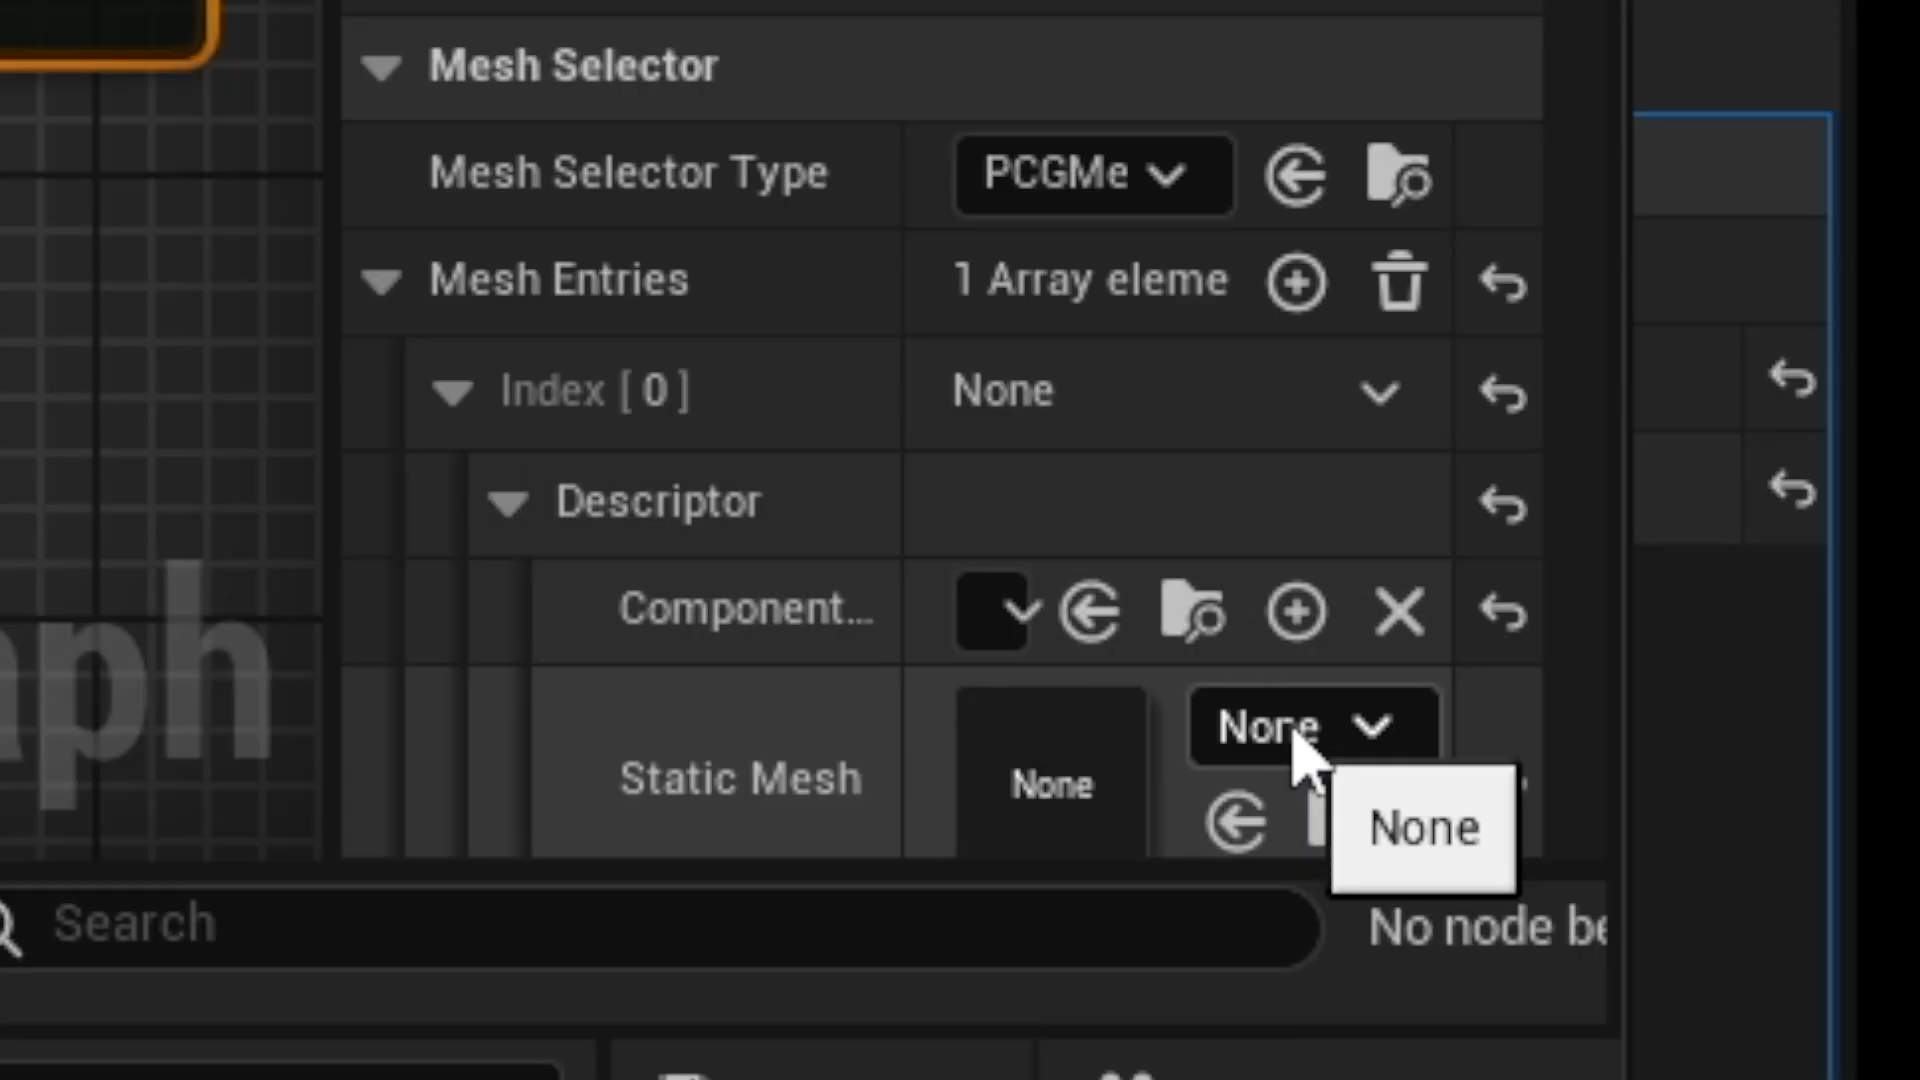 Mesh Selector
Mesh Selector Type PCGMe
Mesh Entries 1 Array eleme
Index [ 0 ] None
Descriptor
Component...
None
Static Mesh None
None
aph
Search No node be